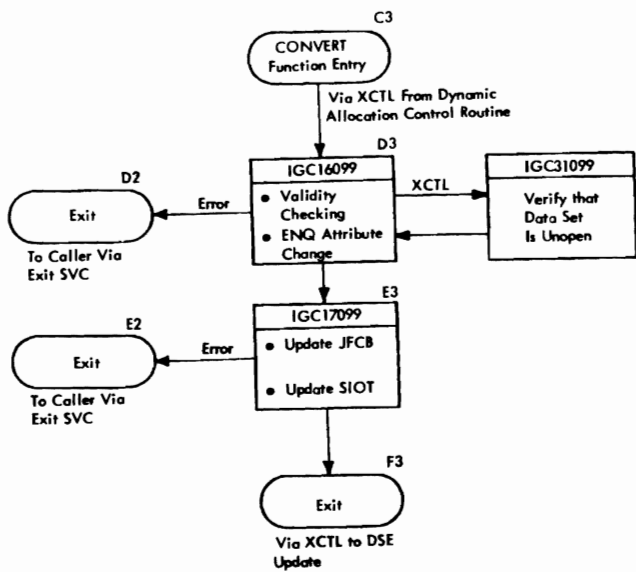 C3
CONVERT
Function Entry
Via XCTL From Dynamic
Allocation Control Routine
D3
IGC16099
• Validity
Checking
• ENQ Attribute
Change
XCTL
IGC31099
Verify that
Data Set
Is Unopen
D2
Error
Exit
To Caller Via
Exit SVC
E3
IGC17099
• Update JFCB
• Update SIOT
E2
Error
Exit
To Caller Via
Exit SVC
F3
Exit
Via XCTL to DSE
Update